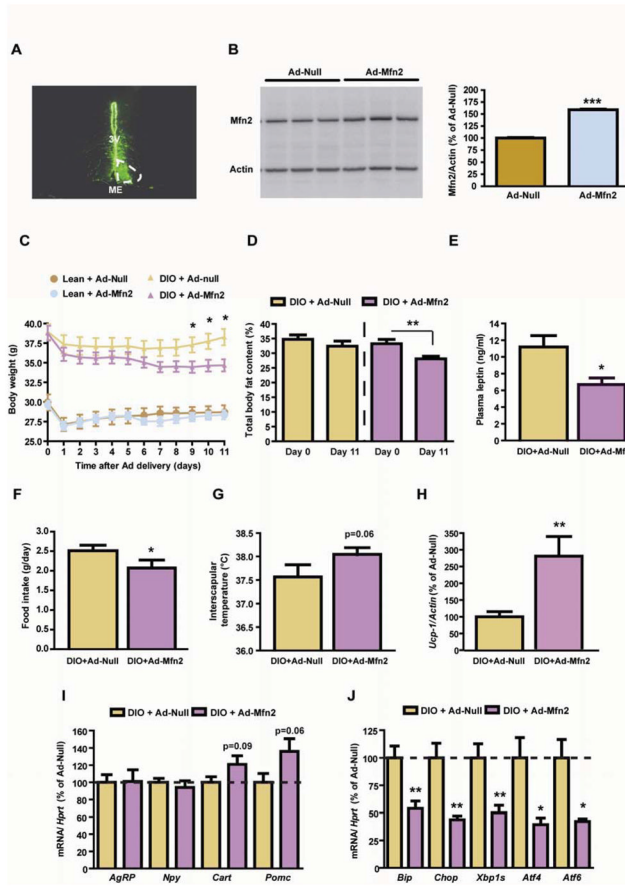 A
3V
ME
B
Ad-Null Ad-Mfn2
Mfn2
Actin
Mfn2/Actin (% of Ad-Null)
175
150
125
100
75
50
25
0
***
Ad-Null Ad-Mfn2
C
Lean + Ad-Null DIO + Ad-null
Lean + Ad-Mfn2 DIO + Ad-Mfn2
* * *
Body weight
(g)
40.0
37.5
35.0
32.5
30.0
27.5
25.0
0 1 2 3 4 5 6 7 8 9 10 11
Time after Ad delivery (days)
D
DIO + Ad-Null DIO + Ad-Mfn2
**
Total body fat content (%)
45
40
35
30
25
20
15
10
5
0
Day 0 Day 11 Day 0 Day 11
E
Plasma leptin (ng/ml)
14
12
10
8
6
4
2
0
*
DIO+Ad-Null DIO+Ad-Mf
F
Food intake (g/day)
3.0
2.5
2.0
1.5
1.0
0.5
0.0
*
DIO+Ad-Null DIO+Ad-Mfn2
G
Interscapular
temperature (°C)
38.5
38.0
37.5
37.0
36.5
36.0
p=0.06
DIO+Ad-Null DIO+Ad-Mfn2
H
Ucp-1/Actin (% of Ad-Null)
350
300
250
200
150
100
50
0
**
DIO+Ad-Null DIO+Ad-Mfn2
I
DIO + Ad-Null DIO + Ad-Mfn2
mRNA/ Hprt (% of Ad-Null)
160
140
120
100
80
60
40
20
0
p=0.09
p=0.06
AgRP Npy Cart Pomc
J
DIO + Ad-Null DIO + Ad-Mfn2
mRNA/ Hprt (% of Ad-Null)
125
100
75
50
25
0
** ** ** * *
Bip Chop Xbp1s Atf4 Atf6